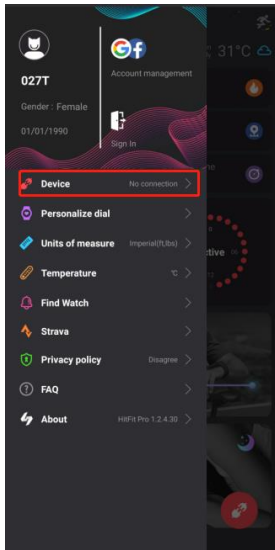 027T
Account management
Gender : Female
01/01/1990
Sign In
31°C
Device No connection
Personalize dial
Units of measure Imperial(ft,lbs)
Temperature °C
Find Watch
Strava
Privacy policy Disagree
FAQ
About HitFit Pro 1.2.4.30